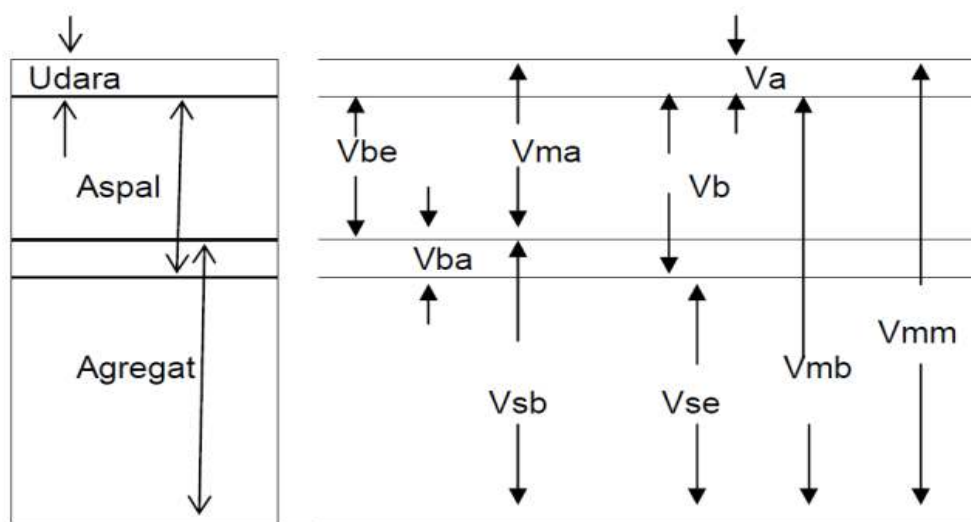 Udara
Va
Vbe
Vma
Aspal
Vb
Vba
Vmm
Agregat
Vmb
Vsb
Vse